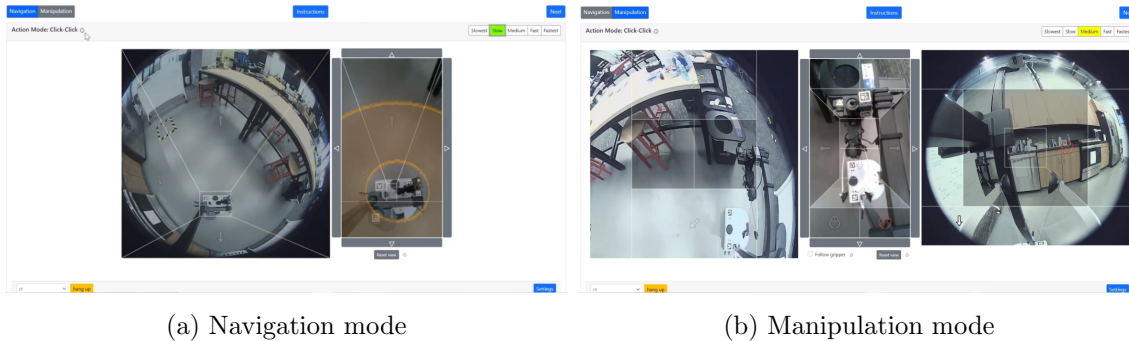 Navigation Manipulation
Instructions
Next
Action Mode: Click-Click
Slowest Slow Medium Fast Fastest
Reset view
Hang up
Settings
(a) Navigation mode
Navigation Manipulation
Instructions
Action Mode: Click-Click
Slowest Slow Medium Fast Fastest
Follow gripper
Reset view
Hang up
Settings
(b) Manipulation mode